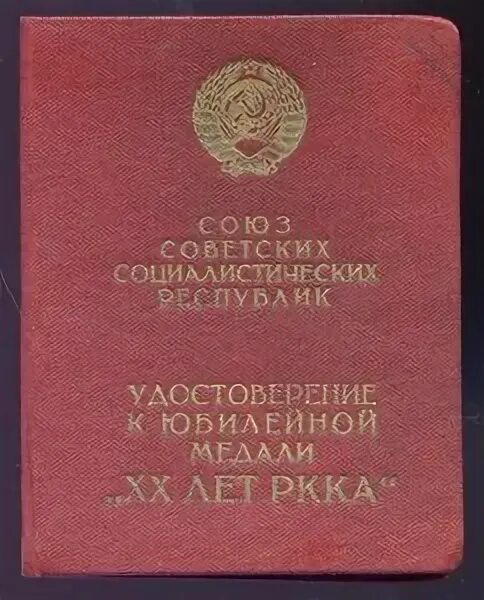 СОЮЗ
СОВЕТСКИХ
СОЦИАЛИСТИЧЕСКИХ
РЕСПУБЛИК
УДОСТОВЕРЕНИЕ
К ЮБИЛЕЙНОЙ
МЕДАЛИ
„XX ЛЕТ РККА“